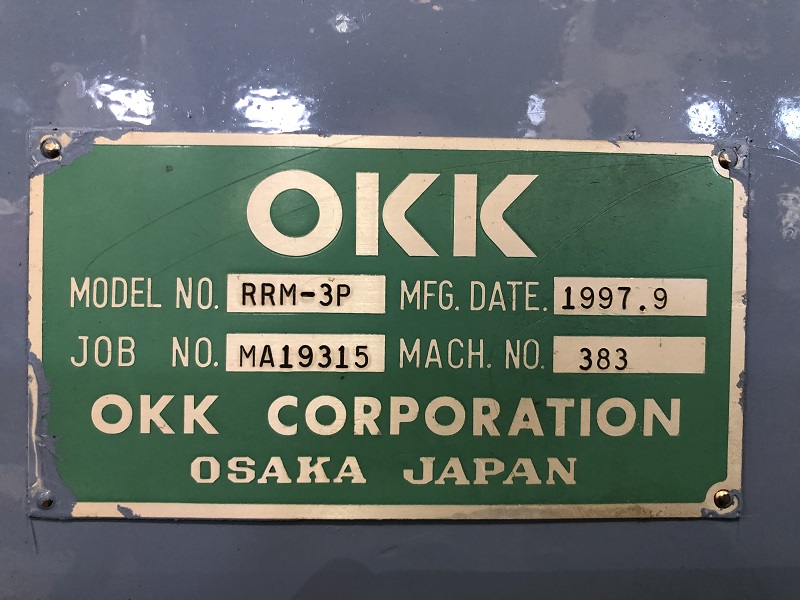 OKK
MODEL NO. RRM-3P MFG. DATE. 1997.9
JOB NO. MA19315 MACH. NO. 383
OKK CORPORATION
OSAKA JAPAN